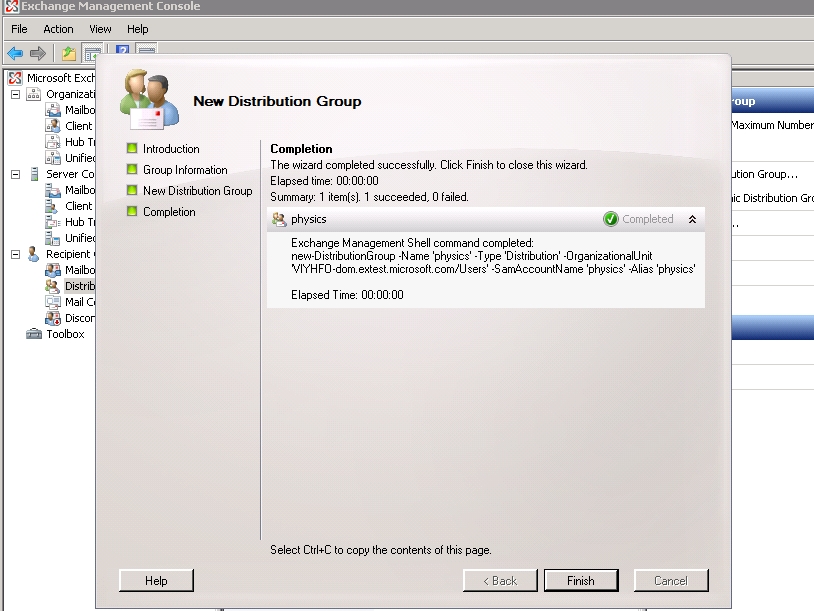 Exchange Management Console
File Action View Help
Microsoft Exch
Organizati
Mailbo
Client
Hub Tr
Unified
Server Co
Mailbo
Client
Hub Tr
Unified
Recipient
Mailbo
Distrib
Mail Co
Discon
Toolbox
New Distribution Group
Introduction
Group Information
New Distribution Group
Completion
Completion
The wizard completed successfully. Click Finish to close this wizard.
Elapsed time: 00:00:00
Summary: 1 item(s). 1 succeeded, 0 failed.
physics Completed
Exchange Management Shell command completed:
new-DistributionGroup -Name 'physics' -Type 'Distribution' -OrganizationalUnit
'VIYHFO-dom.extest.microsoft.com/Users' -SamAccountName 'physics' -Alias 'physics'
Elapsed Time: 00:00:00
Select Ctrl+C to copy the contents of this page.
Help < Back Finish Cancel
roup
Maximum Number
ution Group...
ic Distribution Gro
..